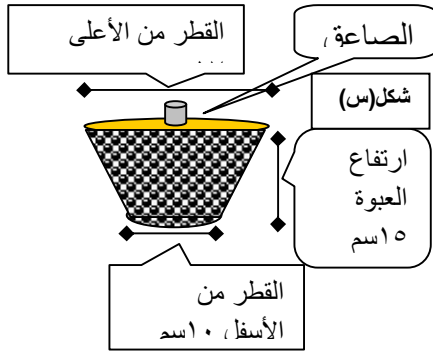 القطر من الأعلى
الصاعق
شكل(س)
ارتفاع
العبوة
١٥سم
القطر من
الأسفل ١٠سم